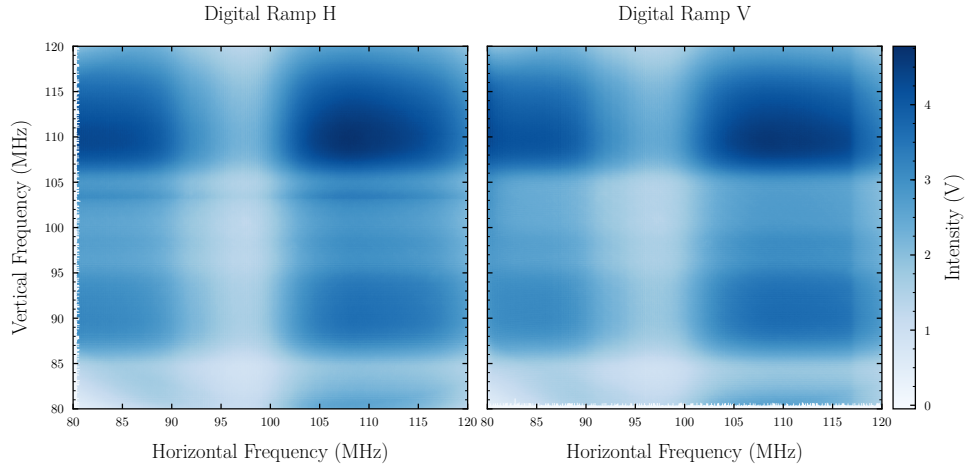 Digital Ramp H
Digital Ramp V
Vertical Frequency (MHz)
120
115
110
105
100
95
90
85
80
80 85 90 95 100 105 110 115 120
Horizontal Frequency (MHz)
80 85 90 95 100 105 110 115 120
Horizontal Frequency (MHz)
4
3
2
1
0
Intensity (V)